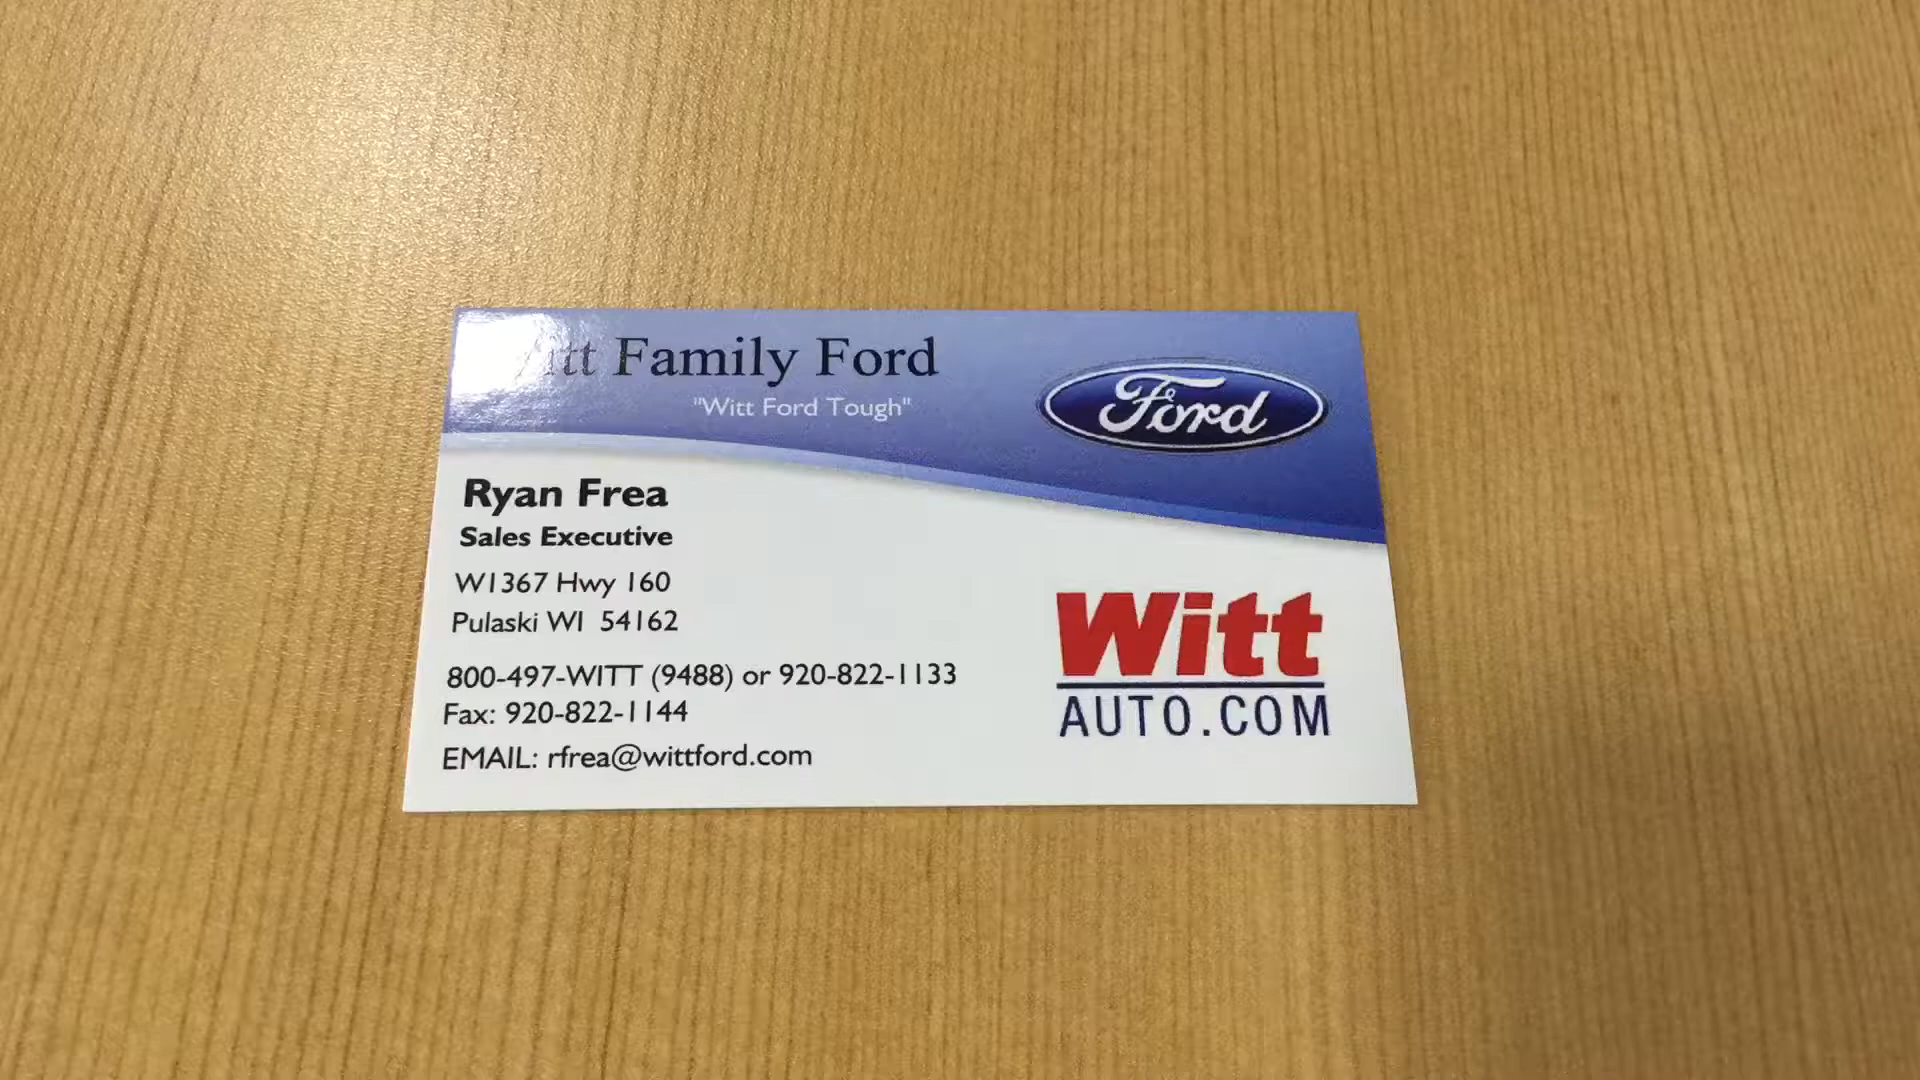 Witt Family Ford
"Witt Ford Tough"
Ford
Ryan Frea
Sales Executive
W1367 Hwy 160
Pulaski WI 54162
800-497-WITT (9488) or 920-822-1133
Fax: 920-822-1144
EMAIL: rfrea@wittford.com
Witt
AUTO.COM